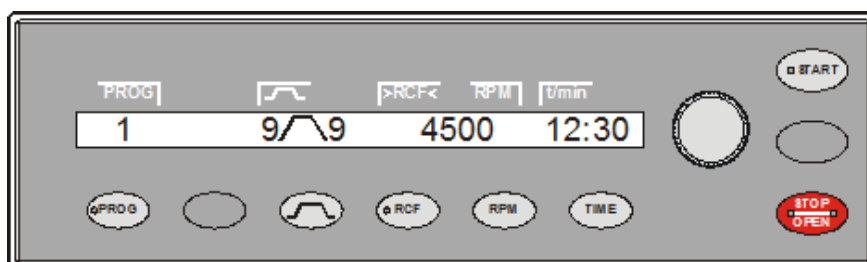 PROG >RCF< RPM t/min
1 9 9 4500 12:30
PROG RCF RPM TIME
START
STOP
OPEN